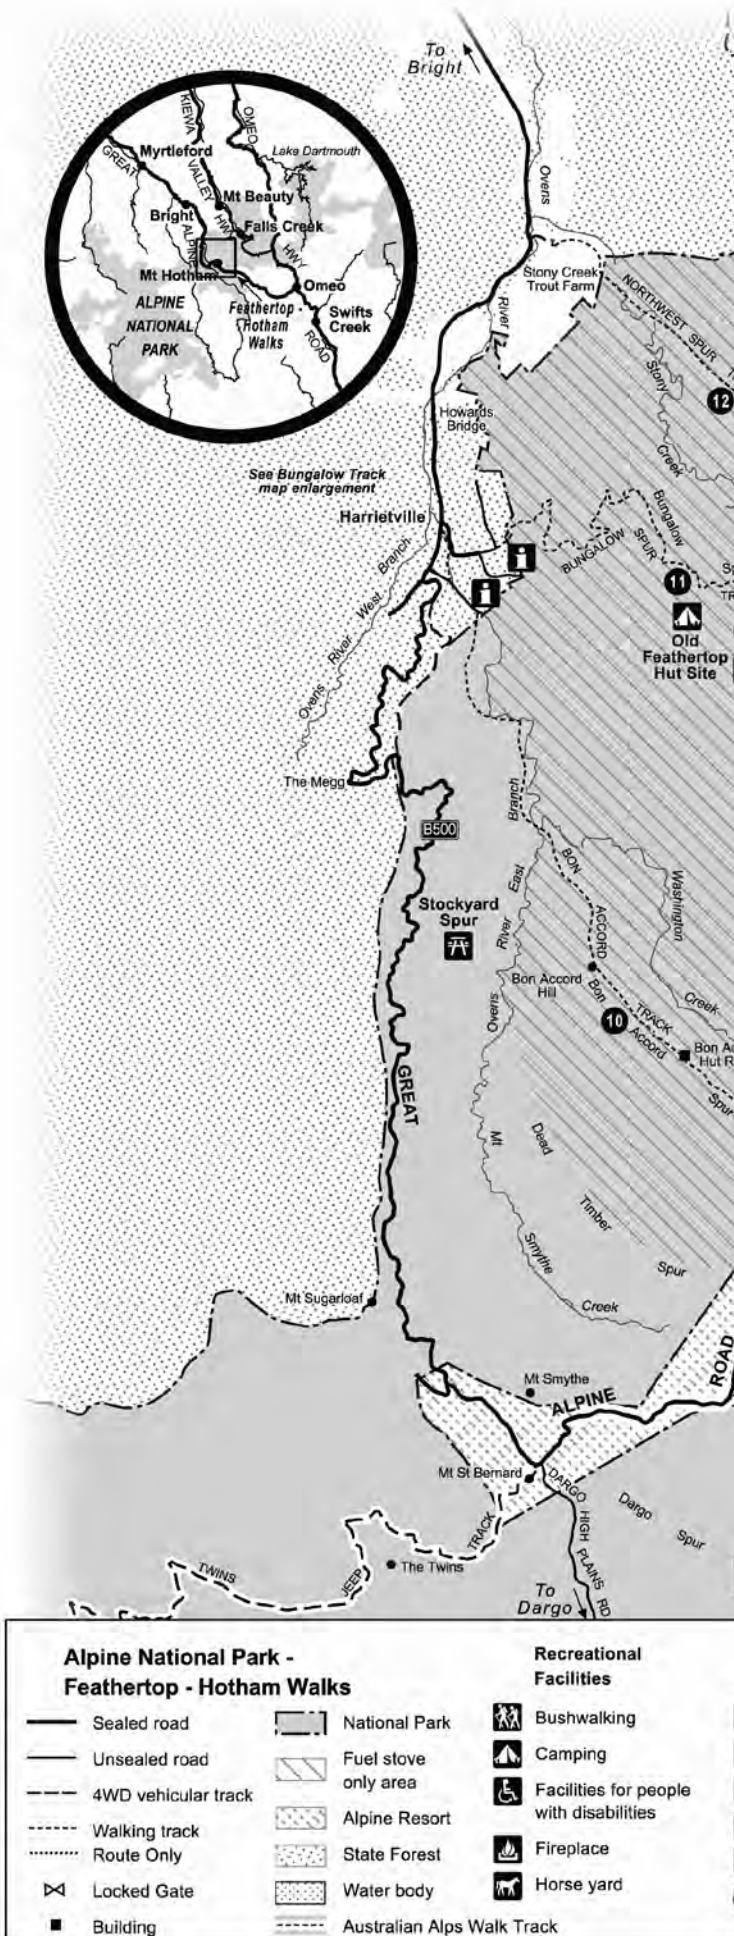 To
Bright
KIEWA
OMEO
Lake Dartmouth
GREAT
Myrtleford
VALLEY
Mt Beauty
Bright
HWY
Falls Creek
ALPINE
HWY
Mt Hotham
Omeo
ALPINE
NATIONAL
PARK
Feathertop -
Hotham
Walks
Swifts
Creek
ROAD
Ovens
River
Stony Creek
Trout Farm
NORTHWEST SPUR
Stony
Creek
12
Howards
Bridge
See Bungalow Track
map enlargement
Harrietville
BUNGALOW
SPUR
Bungalow
11
Old
Feathertop
Hut Site
Ovens River West Branch
The Megg
B500
Stockyard
Spur
Ovens River East Branch
BON ACCORD TRACK
Washington
Creek
Bon Accord
Hill
Bon Accord Spur
10
GREAT
Mt
Smythe
Creek
Dead
Timber
Spur
Mt Sugarloaf
Mt Smythe
ALPINE
ROAD
Mt St Bernard
DARGO HIGH PLAINS RD
Dargo
Spur
TWINS
JEEP
TRACK
The Twins
To
Dargo
Alpine National Park -
Feathertop - Hotham Walks
Sealed road
Unsealed road
4WD vehicular track
Walking track
Route Only
Locked Gate
Building
National Park
Fuel stove
only area
Alpine Resort
State Forest
Water body
Australian Alps Walk Track
Recreational
Facilities
Bushwalking
Camping
Facilities for people
with disabilities
Fireplace
Horse yard